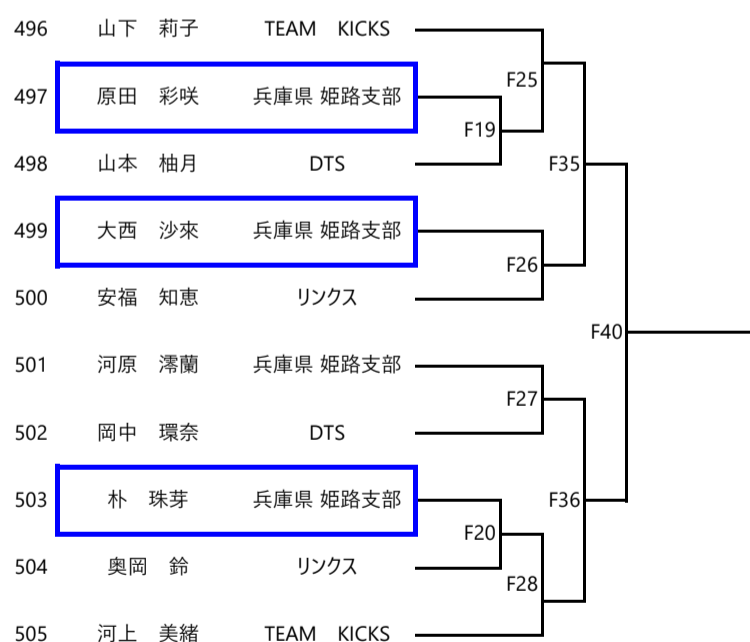 496 山下 莉子 TEAM KICKS
F25
497 原田 彩咲 兵庫県 姫路支部
F19
498 山本 柚月 DTS
F35
499 大西 沙來 兵庫県 姫路支部
F26
500 安福 知恵 リンクス
F40
501 河原 澪蘭 兵庫県 姫路支部
F27
502 岡中 環奈 DTS
503 朴 珠芽 兵庫県 姫路支部
F36
F20
504 奥岡 鈴 リンクス
F28
505 河上 美緒 TEAM KICKS